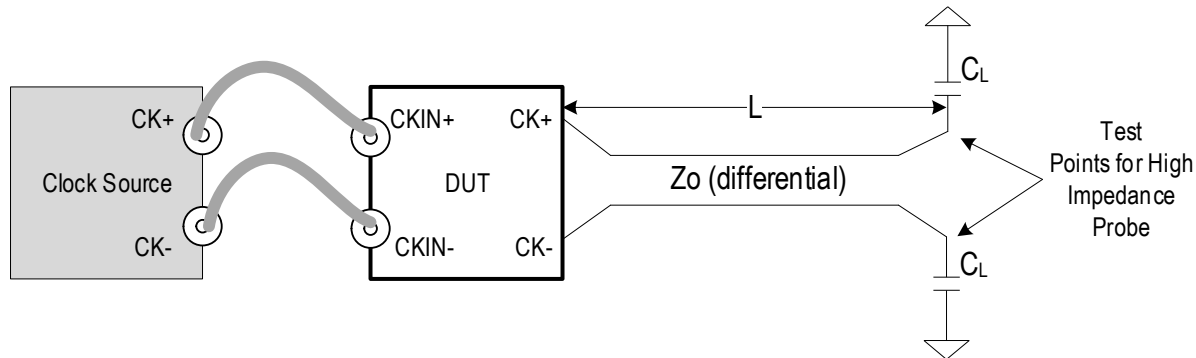 CK+
Clock Source
CK-
CKIN+
DUT
CKIN-
CK+
CK-
L
Zo (differential)
CL
CL
Test
Points for High
Impedance
Probe